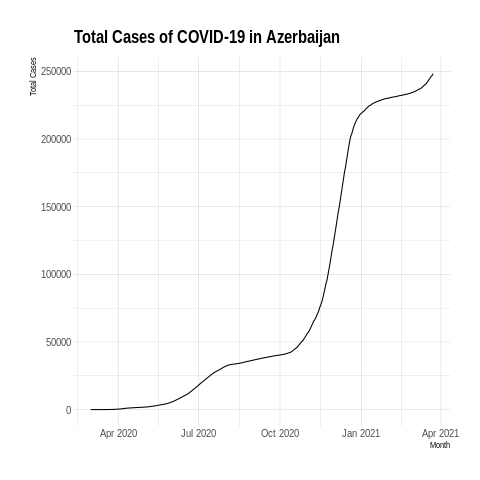 Total Cases of COVID-19 in Azerbaijan
Total Cases
250000
200000
150000
100000
50000
0
Apr 2020 Jul 2020 Oct 2020 Jan 2021 Apr 2021
Month